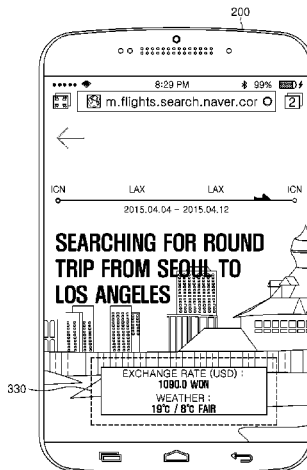 200
8:29 PM
99%
m.flights.search.naver.cor
2
ICN LAX LAX ICN
2015.04.04 – 2015.04.12
SEARCHING FOR ROUND
TRIP FROM SEOUL TO
LOS ANGELES
330
EXCHANGE RATE (USD) :
1090.0 WON
WEATHER :
19℃ / 8℃ FAIR